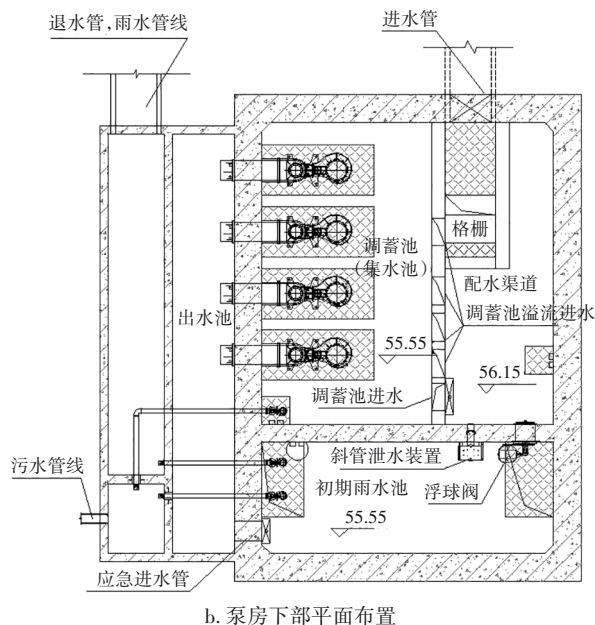 退水管,雨水管线
进水管
格栅
调蓄池
(集水池)
配水渠道
出水池
调蓄池溢流进水
55.55
56.15
调蓄池进水
污水管线
斜管泄水装置
初期雨水池
浮球阀
55.55
应急进水管
b. 泵房下部平面布置